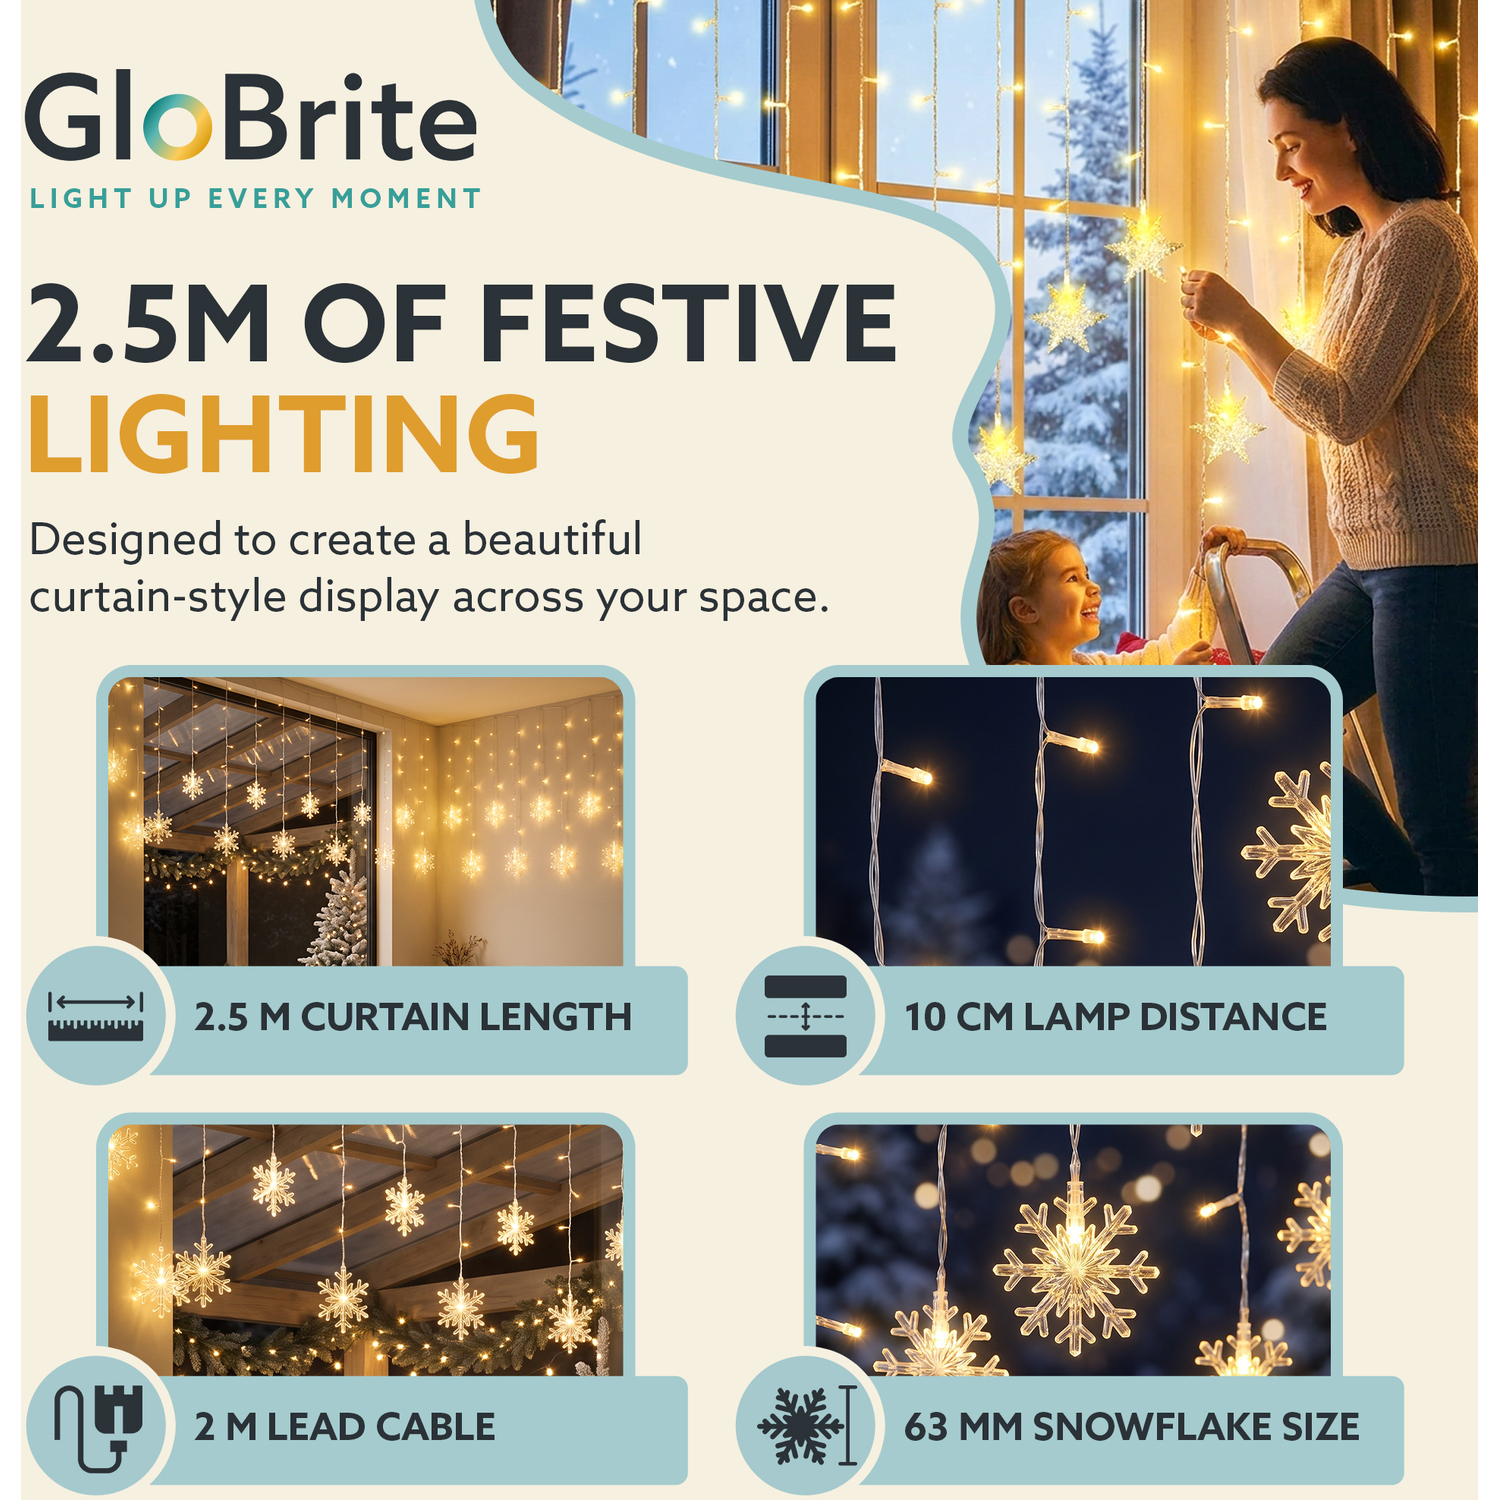 GloBrite
LIGHT UP EVERY MOMENT
2.5M OF FESTIVE
LIGHTING
Designed to create a beautiful
curtain-style display across your space.
2.5 M CURTAIN LENGTH
10 CM LAMP DISTANCE
2 M LEAD CABLE
63 MM SNOWFLAKE SIZE